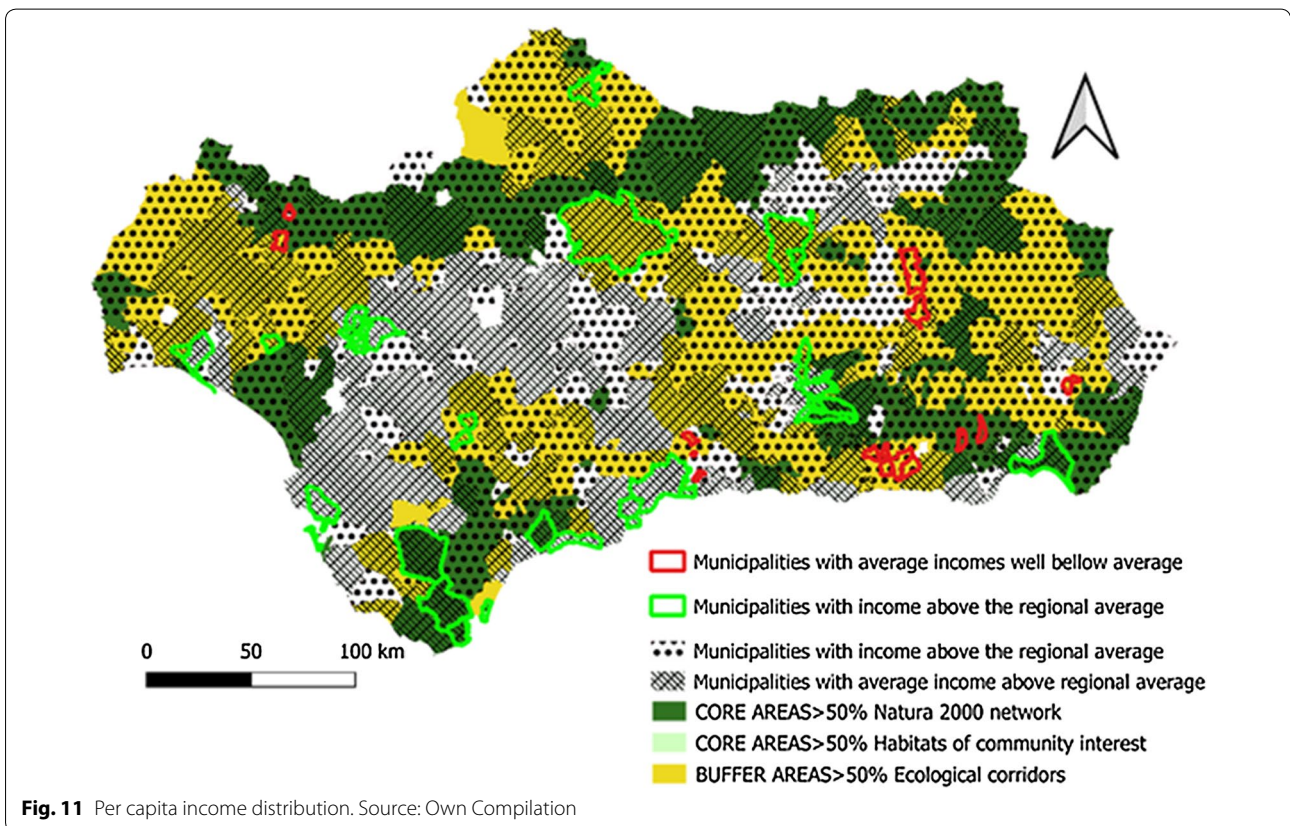 0 50 100 km
Municipalities with average incomes well bellow average
Municipalities with income above the regional average
Municipalities with income above the regional average
Municipalities with average income above regional average
CORE AREAS>50% Natura 2000 network
CORE AREAS>50% Habitats of community interest
BUFFER AREAS>50% Ecological corridors
Fig. 11 Per capita income distribution. Source: Own Compilation